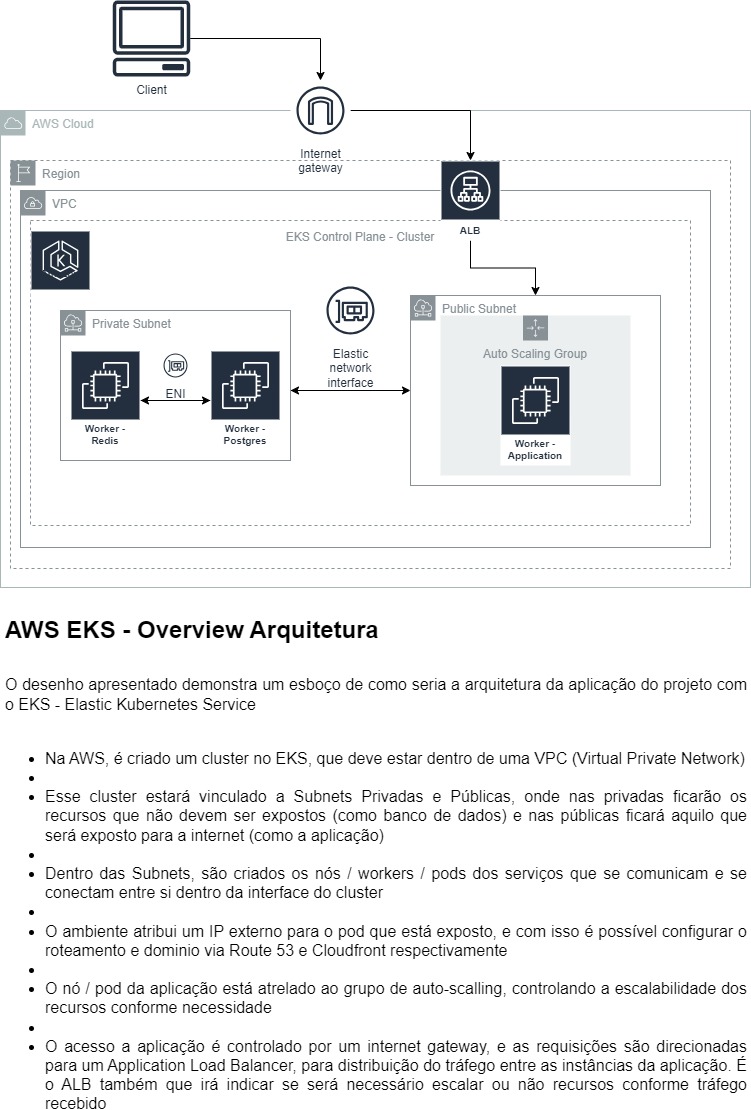 Client
AWS Cloud
Internet
gateway
Region
VPC
ALB
EKS Control Plane - Cluster
K
Private Subnet
Elastic
network
interface
Public Subnet
Auto Scaling Group
ENI
Worker -
Redis
Worker -
Postgres
Worker -
Application
AWS EKS - Overview Arquitetura
O desenho apresentado demonstra um esboço de como seria a arquitetura da aplicação do projeto com
o EKS - Elastic Kubernetes Service
Na AWS, é criado um cluster no EKS, que deve estar dentro de uma VPC (Virtual Private Network)
Esse cluster estará vinculado a Subnets Privadas e Públicas, onde nas privadas ficarão os
recursos que não devem ser expostos (como banco de dados) e nas públicas ficará aquilo que
será exposto para a internet (como a aplicação)
Dentro das Subnets, são criados os nós / workers / pods dos serviços que se comunicam e se
conectam entre si dentro da interface do cluster
O ambiente atribui um IP externo para o pod que está exposto, e com isso é possível configurar o
roteamento e dominio via Route 53 e Cloudfront respectivamente
O nó / pod da aplicação está atrelado ao grupo de auto-scalling, controlando a escalabilidade dos
recursos conforme necessidade
O acesso a aplicação é controlado por um internet gateway, e as requisições são direcionadas
para um Application Load Balancer, para distribuição do tráfego entre as instâncias da aplicação. É
o ALB também que irá indicar se será necessário escalar ou não recursos conforme tráfego
recebido